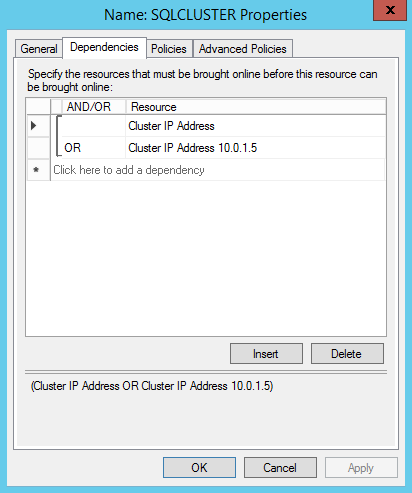 Name: SQLCLUSTER Properties
x
General Dependencies Policies Advanced Policies
Specify the resources that must be brought online before this resource can
be brought online:
AND/OR Resource
Cluster IP Address
OR Cluster IP Address 10.0.1.5
* Click here to add a dependency
Insert Delete
(Cluster IP Address OR Cluster IP Address 10.0.1.5)
OK Cancel Apply